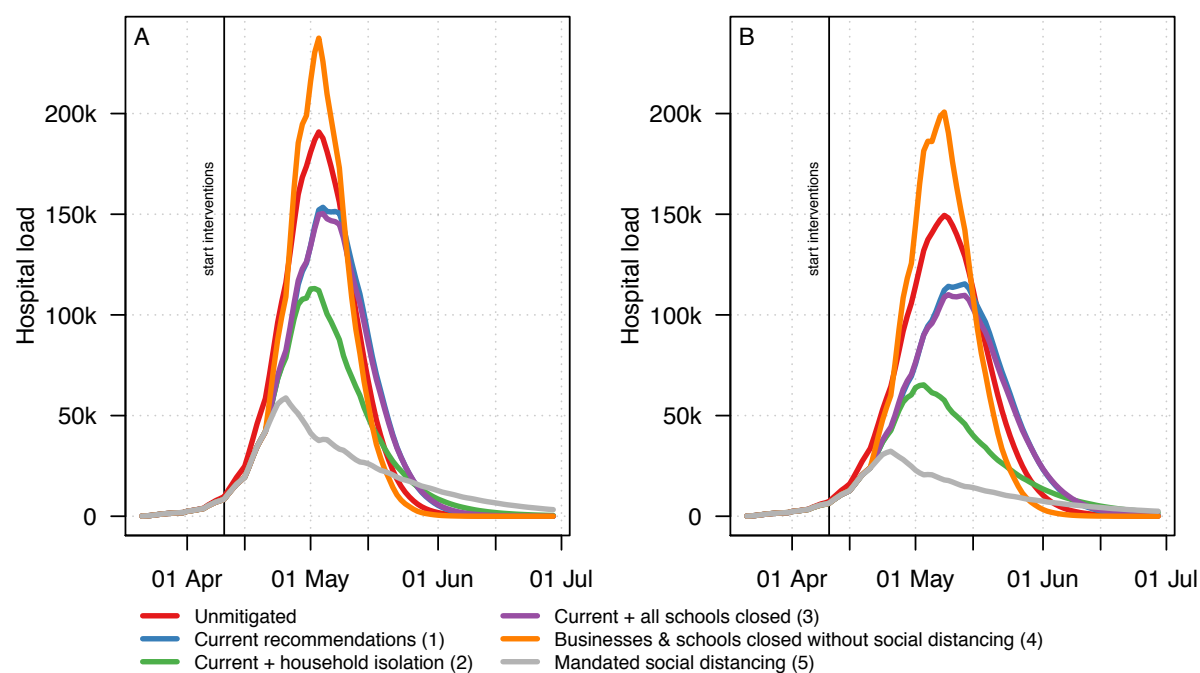 A
B
200k
150k
100k
50k
0
Hospital load
start interventions
01 Apr
01 May
01 Jun
01 Jul
200k
150k
100k
50k
0
Hospital load
start interventions
01 Apr
01 May
01 Jun
01 Jul
Unmitigated
Current recommendations (1)
Current + household isolation (2)
Current + all schools closed (3)
Businesses & schools closed without social distancing (4)
Mandated social distancing (5)